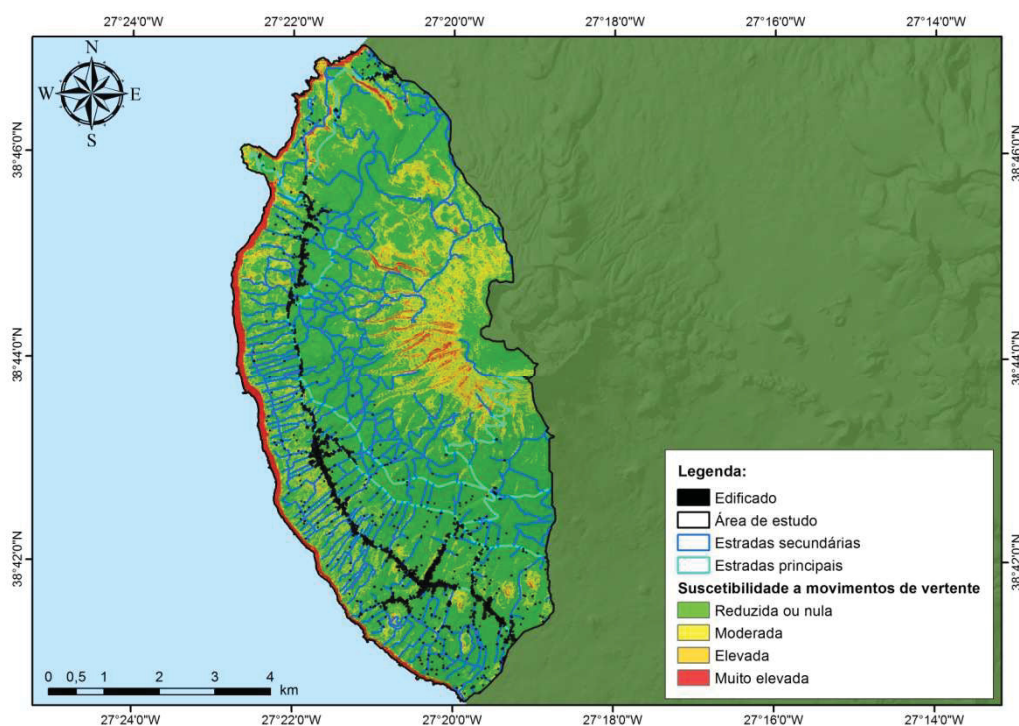 27°24'0"W 27°22'0"W 27°20'0"W 27°18'0"W 27°16'0"W 27°14'0"W
N
W E
S
38°46'0"N 38°46'0"N
38°44'0"N 38°44'0"N
38°42'0"N 38°42'0"N
Legenda:
Edificado
Área de estudo
Estradas secundárias
Estradas principais
Suscetibilidade a movimentos de vertente
Reduzida ou nula
Moderada
Elevada
Muito elevada
0 0,5 1 2 3 4
km
27°24'0"W 27°22'0"W 27°20'0"W 27°18'0"W 27°16'0"W 27°14'0"W